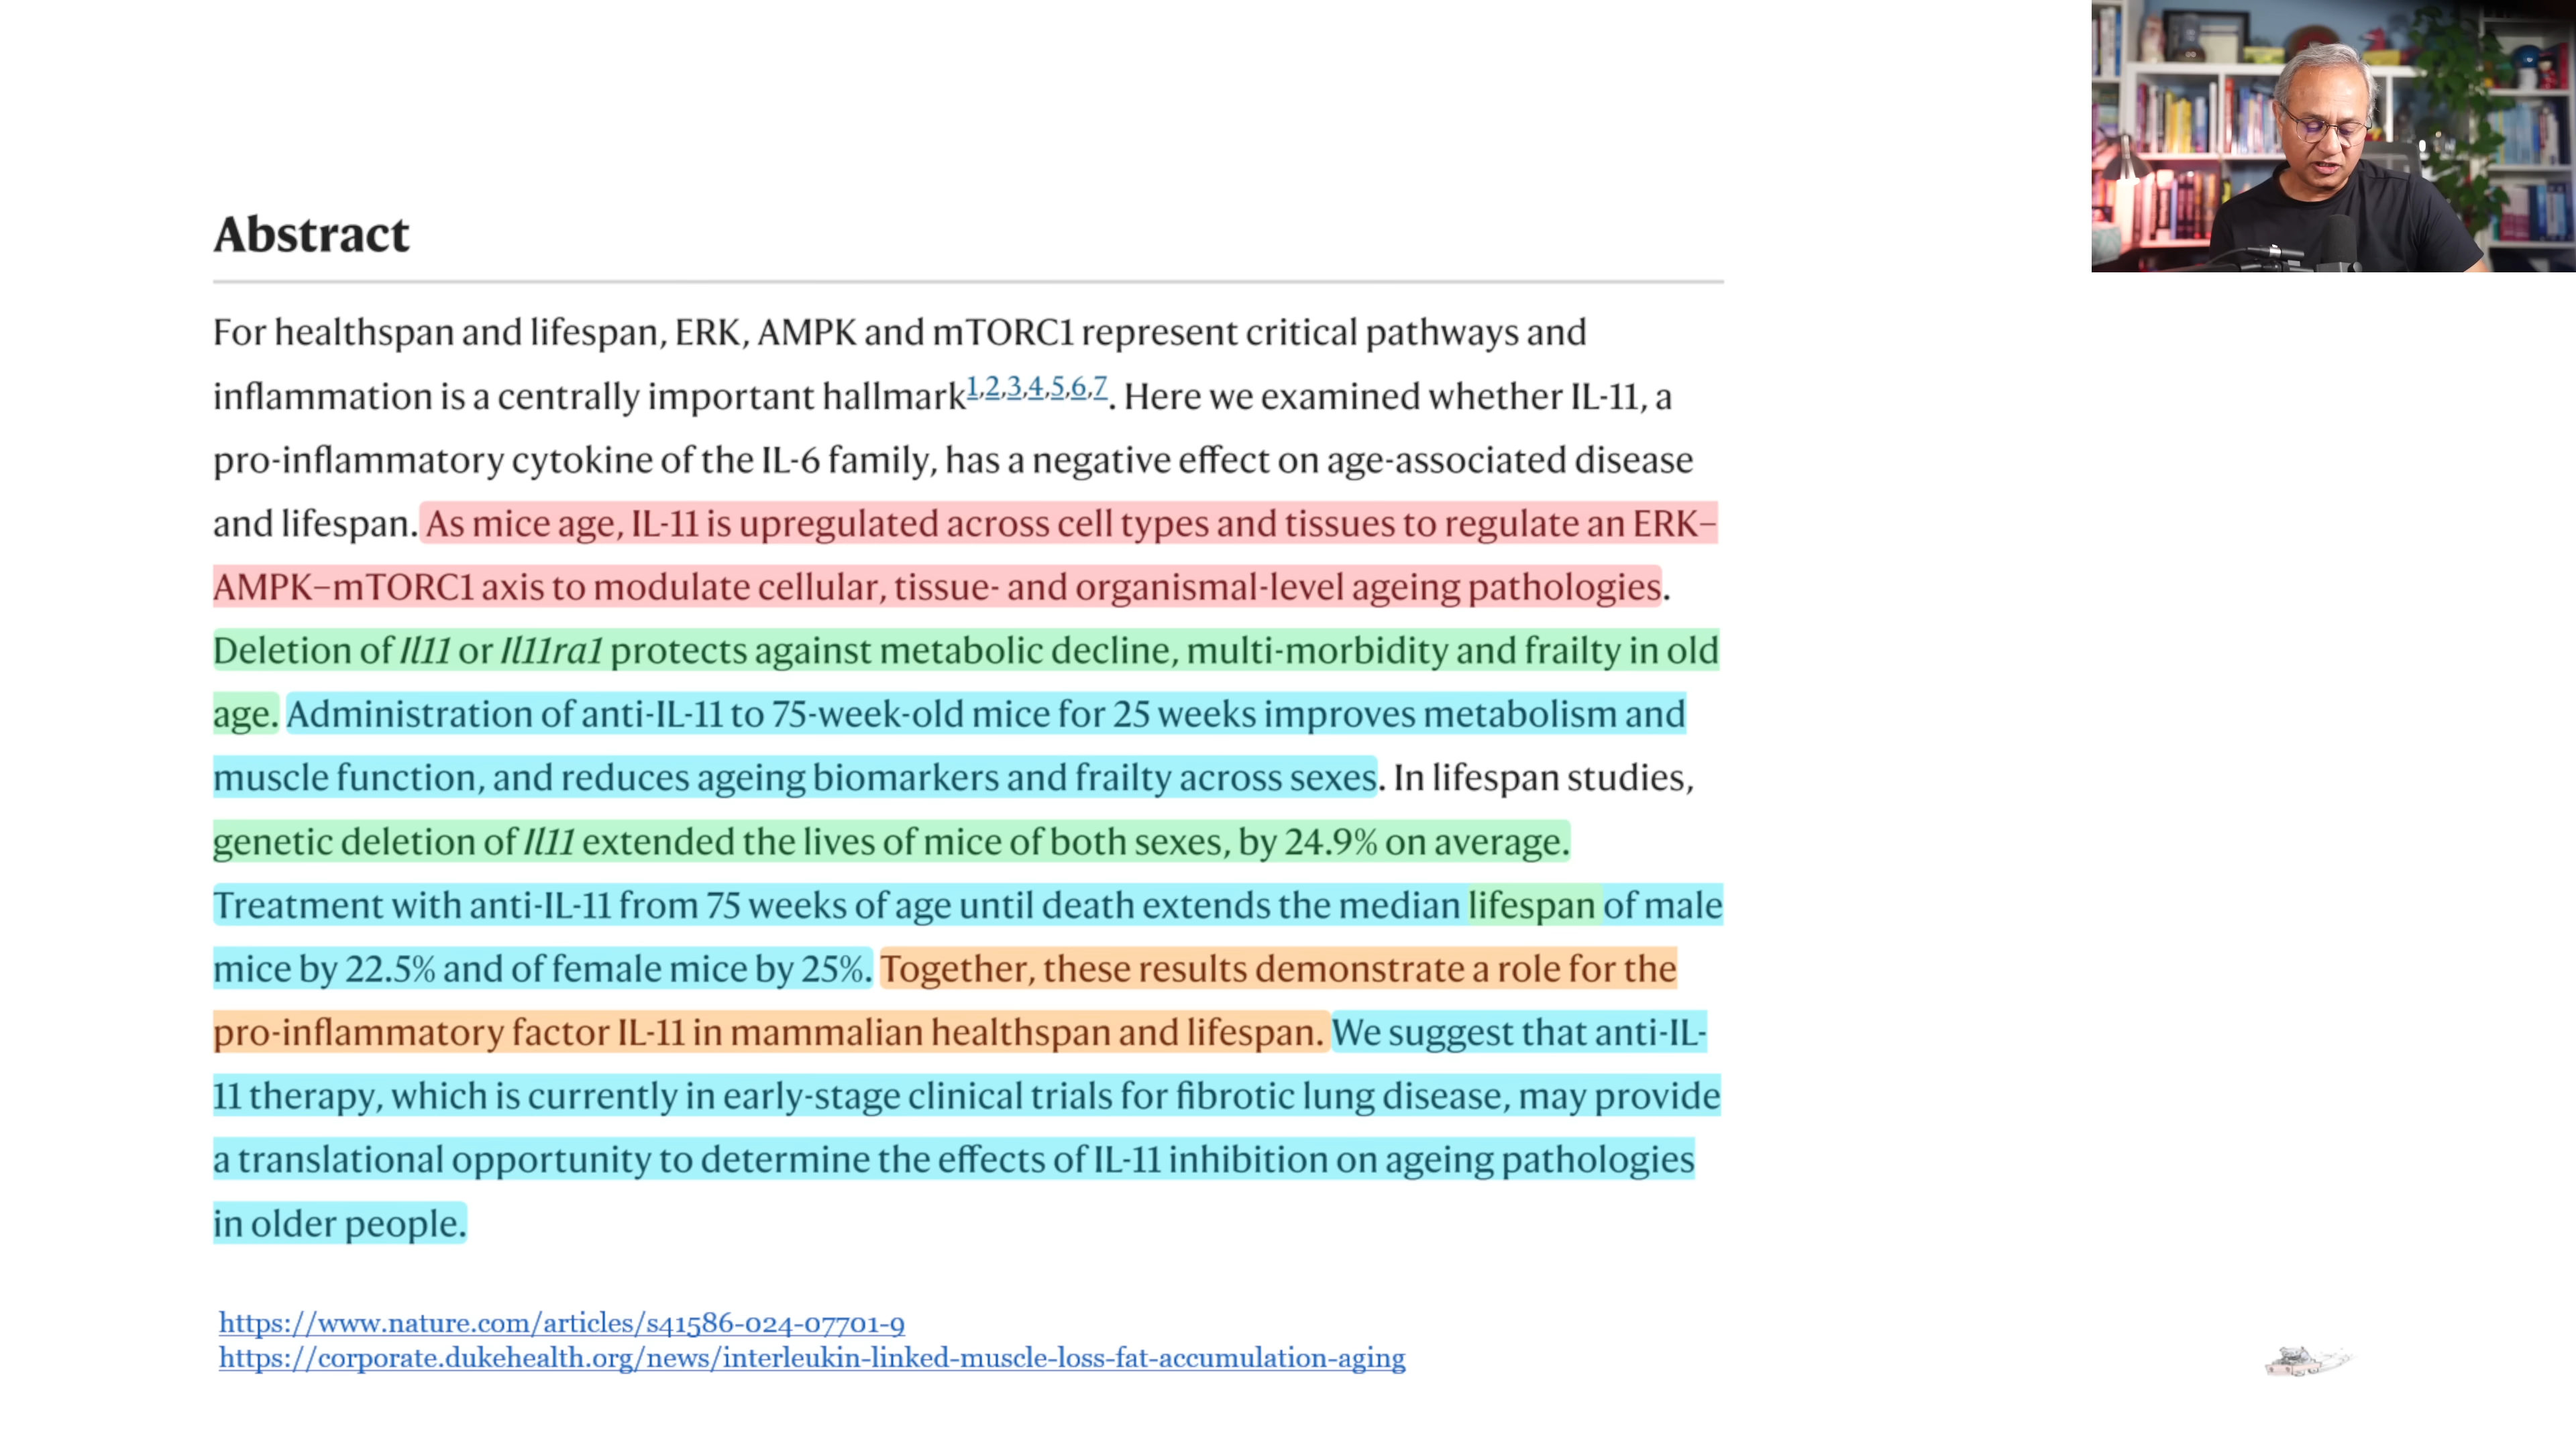 Abstract
For healthspan and lifespan, ERK, AMPK and mTORC1 represent critical pathways and
inflammation is a centrally important hallmark1,2,3,4,5,6,7. Here we examined whether IL-11, a
pro-inflammatory cytokine of the IL-6 family, has a negative effect on age-associated disease
and lifespan. As mice age, IL-11 is upregulated across cell types and tissues to regulate an ERK–
AMPK–mTORC1 axis to modulate cellular, tissue- and organismal-level ageing pathologies.
Deletion of Il11 or Il11ra1 protects against metabolic decline, multi-morbidity and frailty in old
age. Administration of anti-IL-11 to 75-week-old mice for 25 weeks improves metabolism and
muscle function, and reduces ageing biomarkers and frailty across sexes. In lifespan studies,
genetic deletion of Il11 extended the lives of mice of both sexes, by 24.9% on average.
Treatment with anti-IL-11 from 75 weeks of age until death extends the median lifespan of male
mice by 22.5% and of female mice by 25%. Together, these results demonstrate a role for the
pro-inflammatory factor IL-11 in mammalian healthspan and lifespan. We suggest that anti-IL-
11 therapy, which is currently in early-stage clinical trials for fibrotic lung disease, may provide
a translational opportunity to determine the effects of IL-11 inhibition on ageing pathologies
in older people.
https://www.nature.com/articles/s41586-024-07701-9
https://corporate.dukehealth.org/news/interleukin-linked-muscle-loss-fat-accumulation-aging